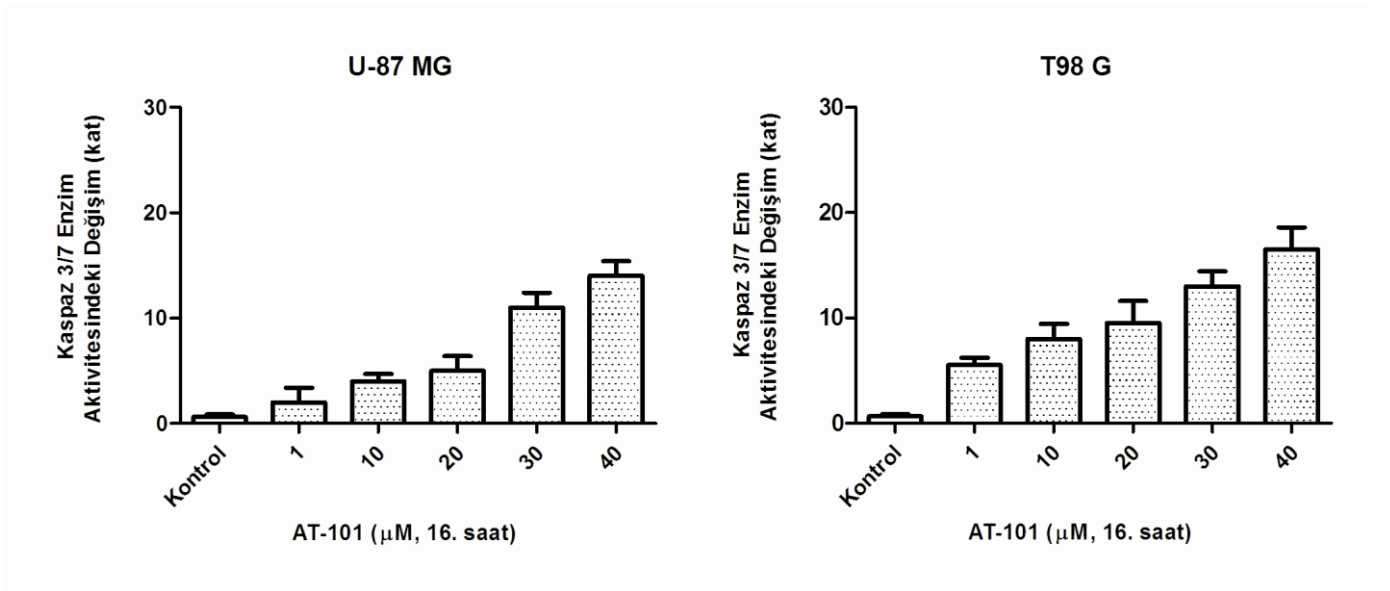 U-87 MG
Kaspaz 3/7 Enzim
Aktivitesindeki Değişim (kat)
30
20
10
0
Kontrol
1
10
20
30
40
AT-101 (μM, 16. saat)
T98 G
Kaspaz 3/7 Enzim
Aktivitesindeki Değişim (kat)
30
20
10
0
Kontrol
1
10
20
30
40
AT-101 (μM, 16. saat)